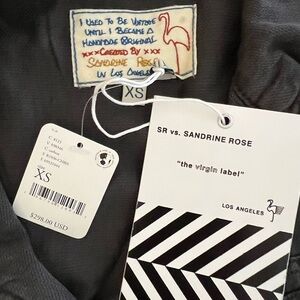 I USED TO BE VINTAGE
UNTIL I BECAME A
HANDMADE ORIGINAL
xxx CREATED BY xxx
SANDRINE ROSE
IN LOS ANGELES
XS
SR vs. SANDRINE ROSE
"the virgin label"
LOS ANGELES
XS
$298.00 USD